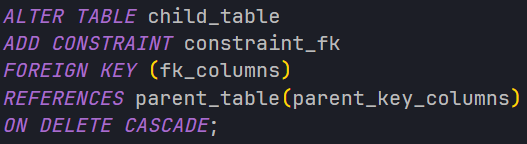 ALTER TABLE child_table
ADD CONSTRAINT constraint_fk
FOREIGN KEY (fk_columns)
REFERENCES parent_table(parent_key_columns)
ON DELETE CASCADE;